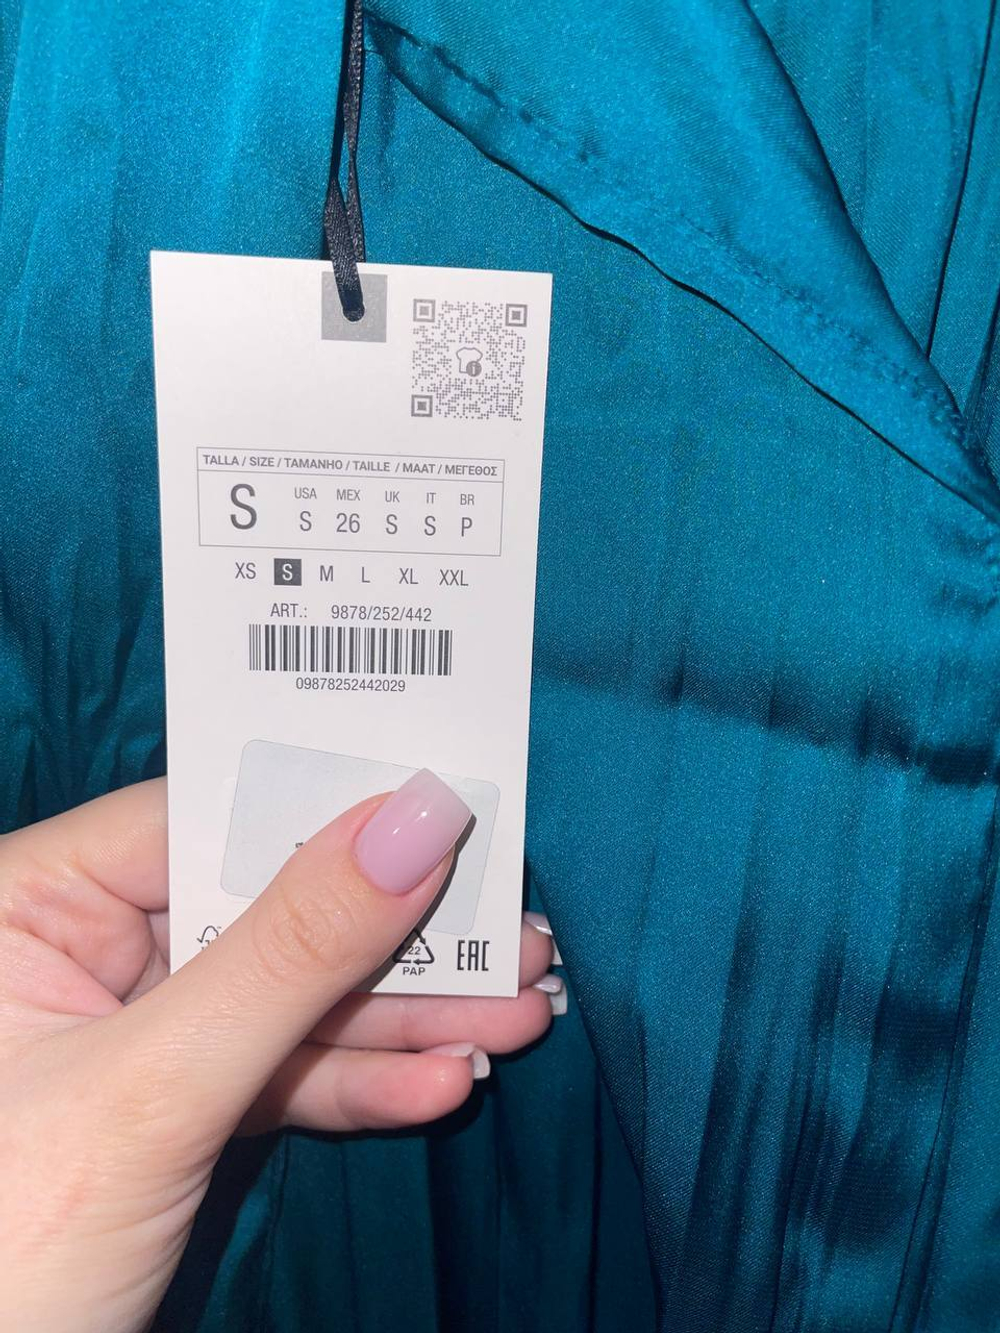 TALLA / SIZE / TAMANHO / TAILLE / MAAT / ΜΕΓΕΘΟΣ
S
USA MEX UK IT BR
S 26 S S P
XS S M L XL XXL
ART.: 9878/252/442
09878252442029
22
PAP
EAC